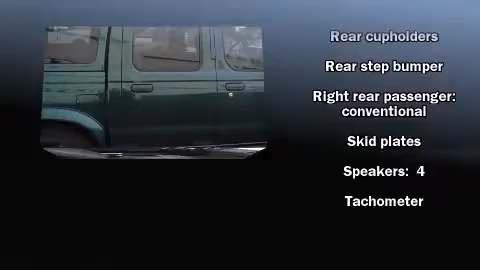 Rear cupholders
Rear step bumper
Right rear passenger:
conventional
Skid plates
Speakers: 4
Tachometer